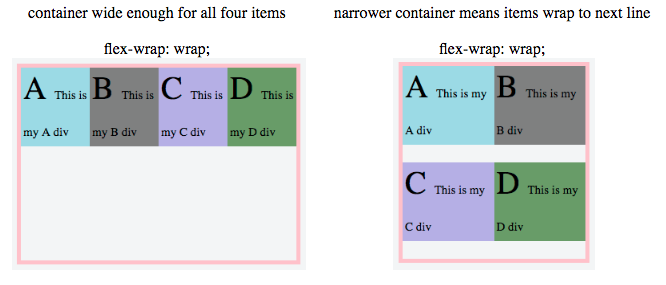 container wide enough for all four items
flex-wrap: wrap;
A This is B This is C This is D This is
my A div my B div my C div my D div
narrower container means items wrap to next line
flex-wrap: wrap;
A This is my B This is my
A div B div
C This is my D This is my
C div D div